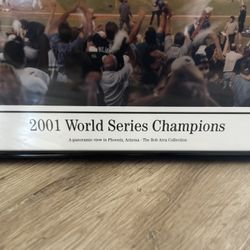 2001 World Series Champions
A panoramic view in Phoenix, Arizona - The Bob Arra Collection